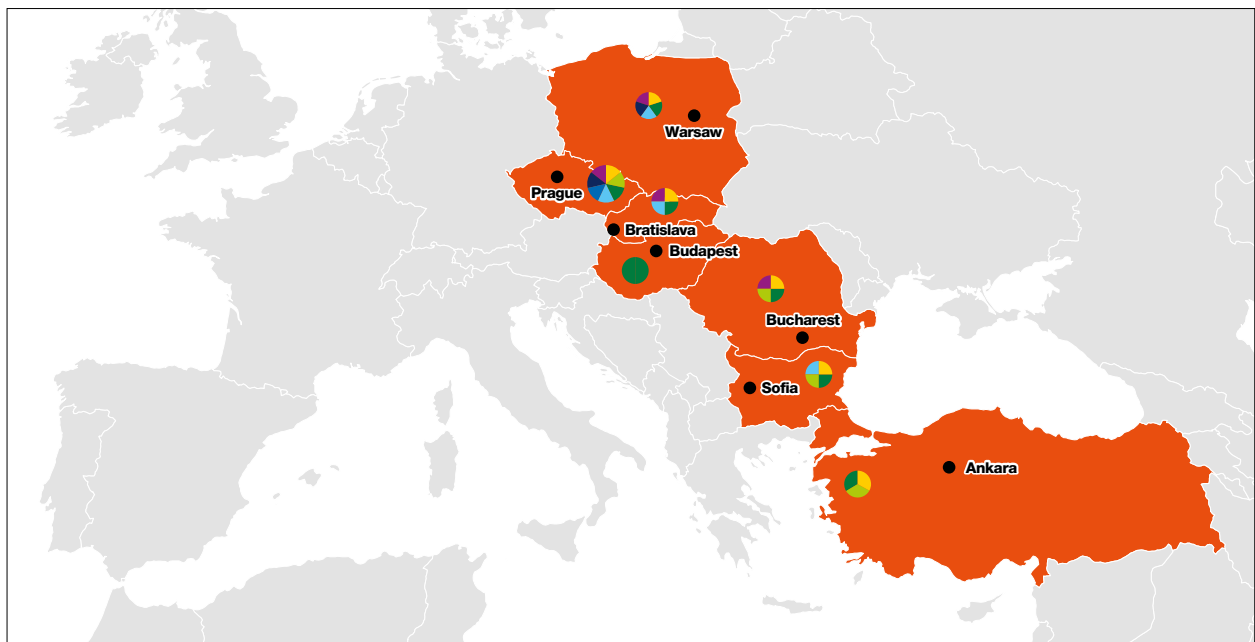 Warsaw
Prague
Bratislava
Budapest
Bucharest
Sofia
Ankara